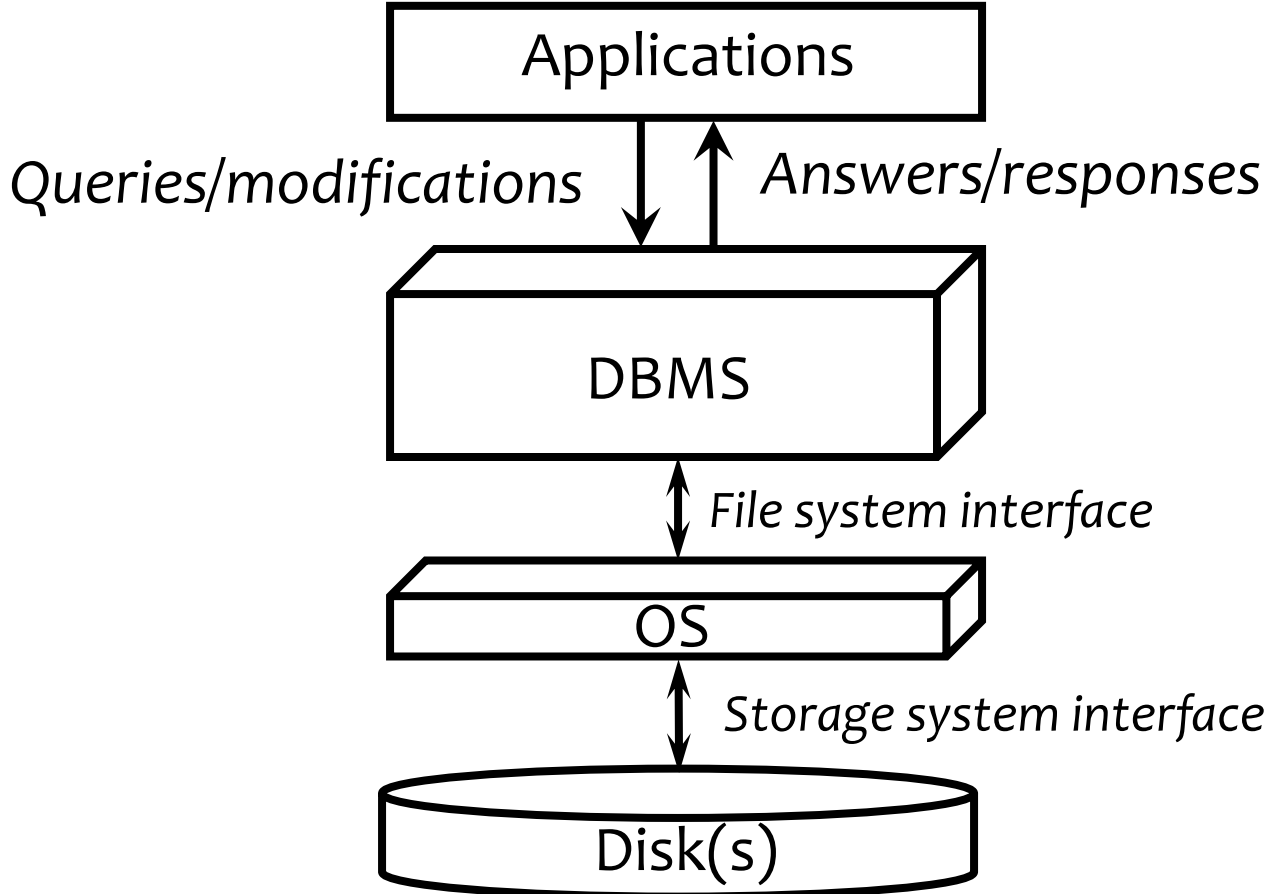 Applications
Queries/modifications
Answers/responses
DBMS
File system interface
OS
Storage system interface
Disk(s)